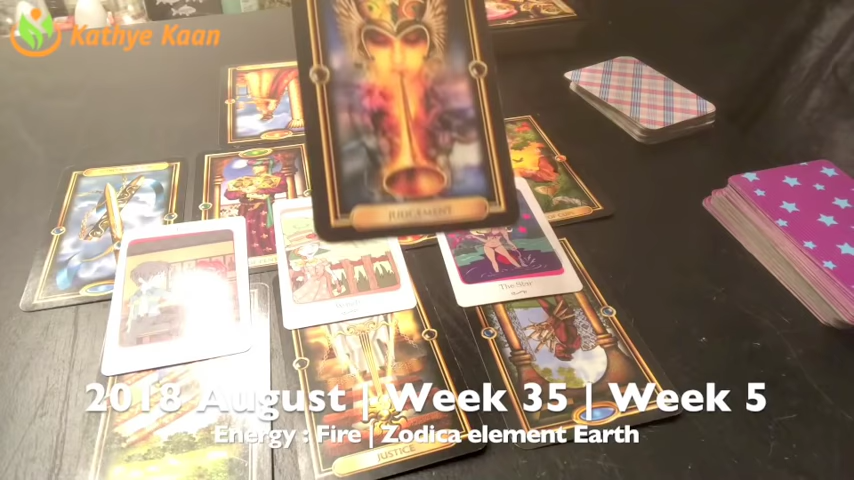 Kathye Kaan
JUDGEMENT
The Star
JUSTICE
2018 August | Week 35 | Week 5
Energy : Fire | Zodica element Earth